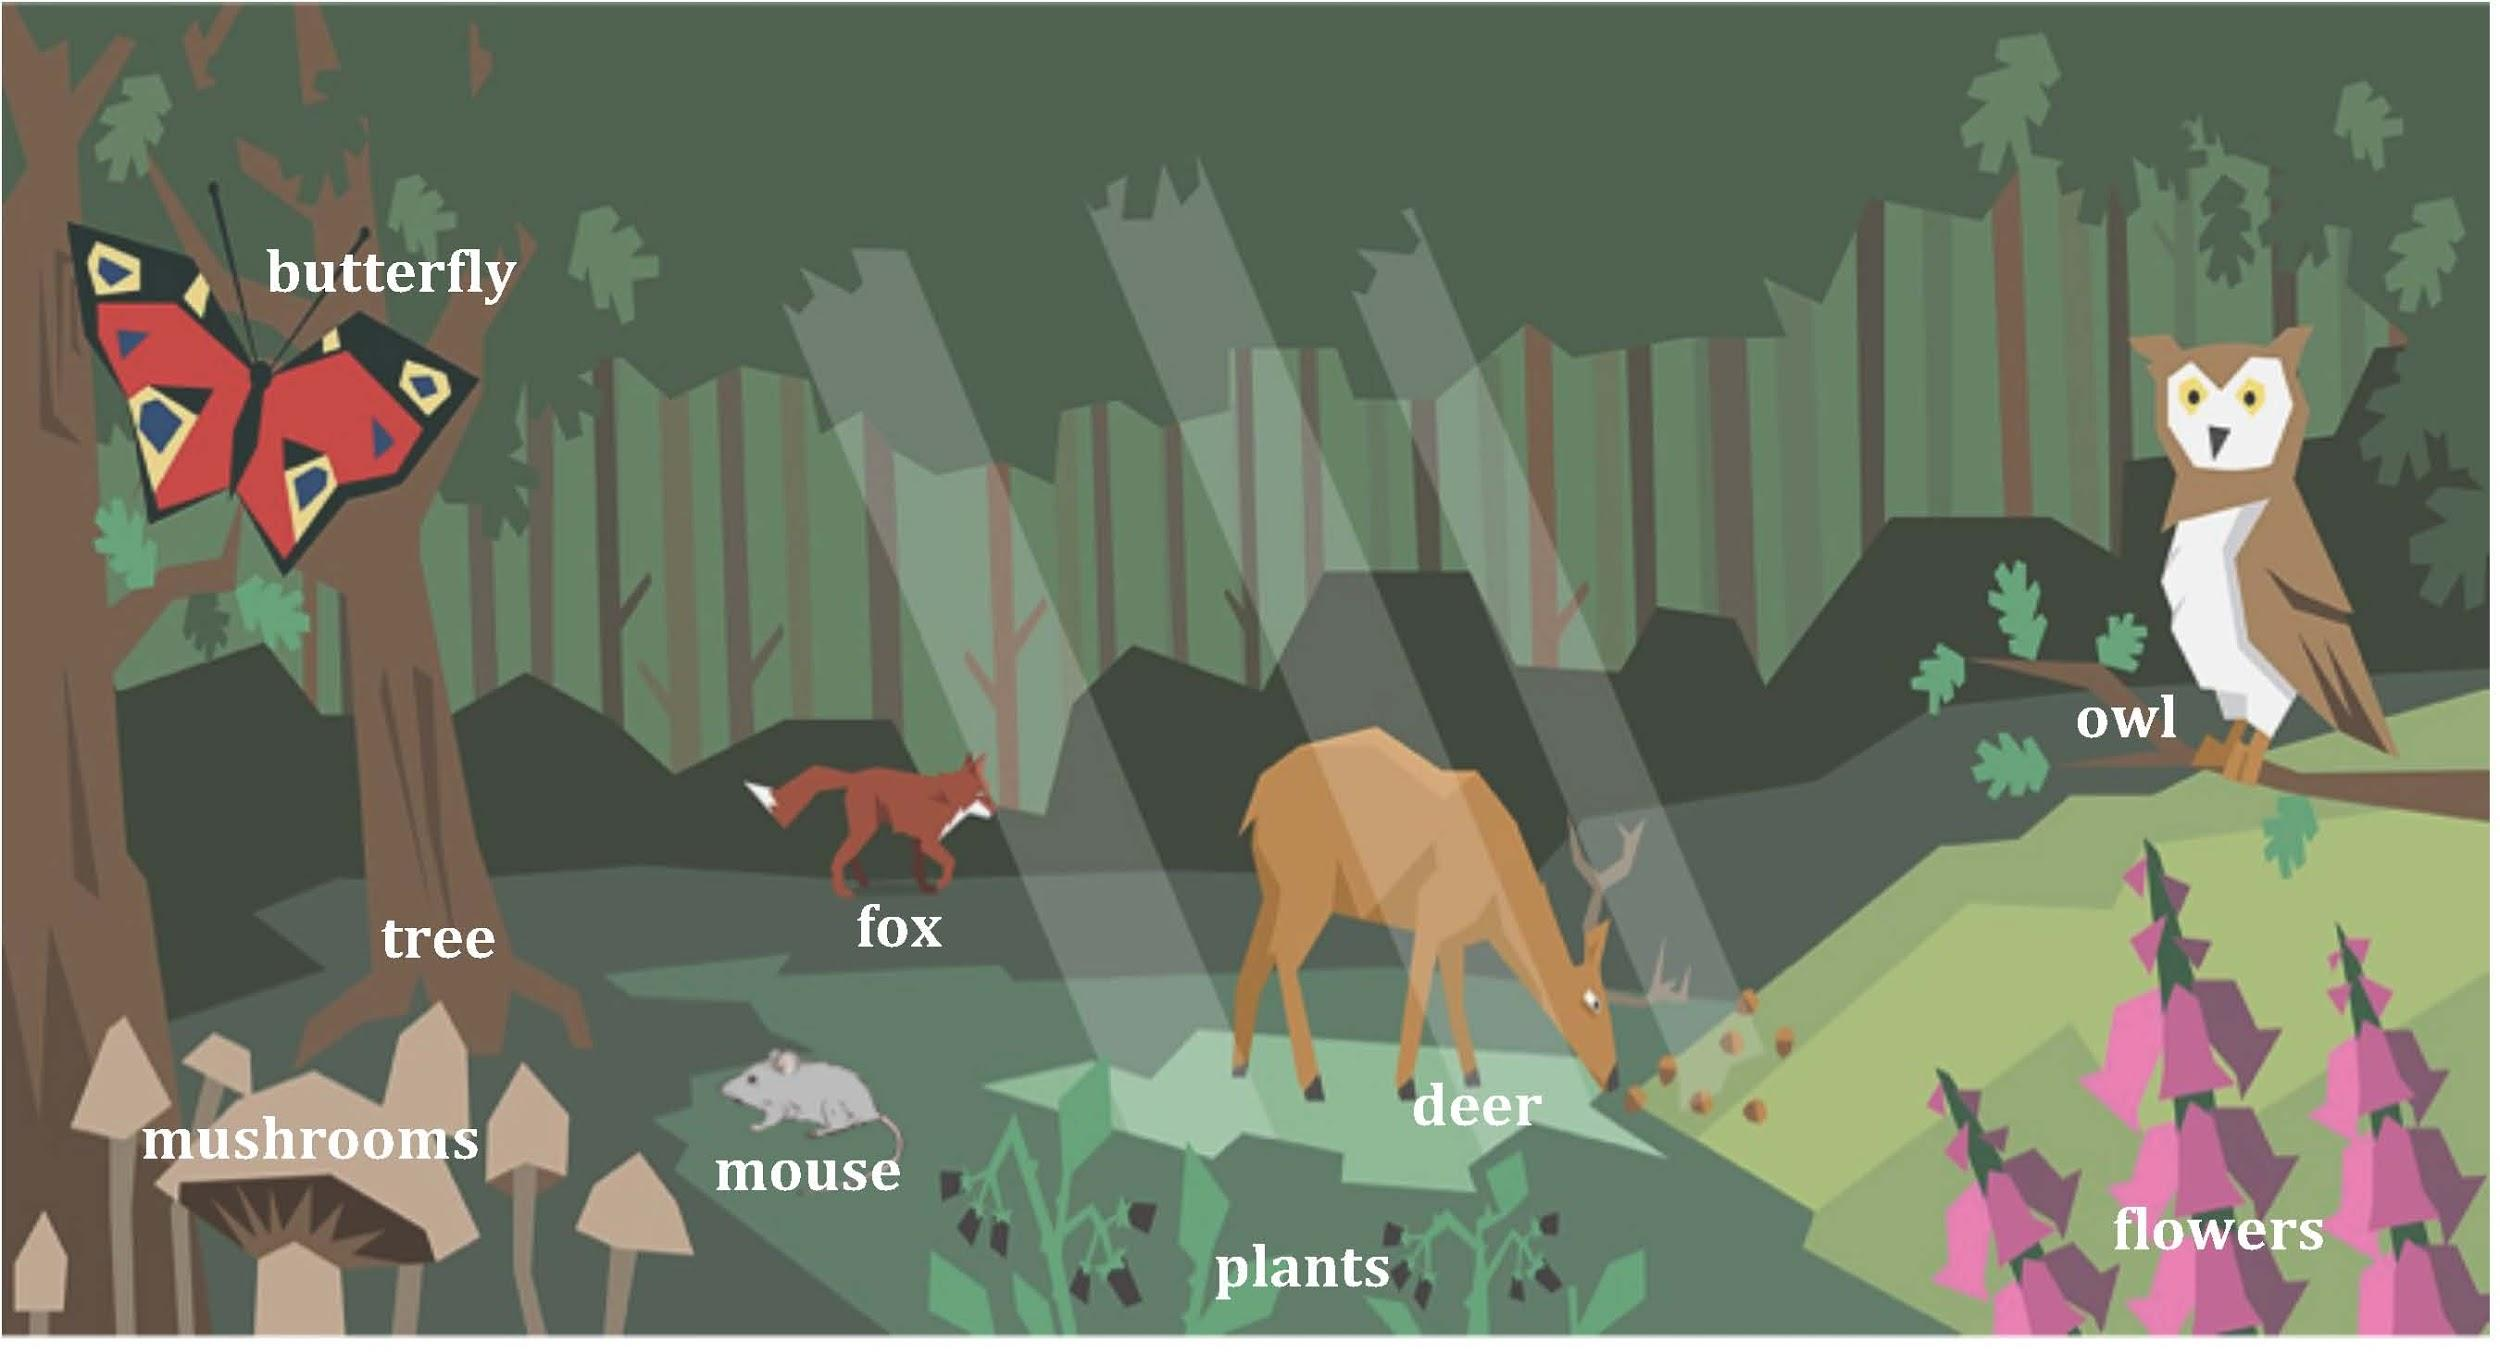 butterfly
owl
fox
tree
deer
mushrooms
mouse
flowers
plants